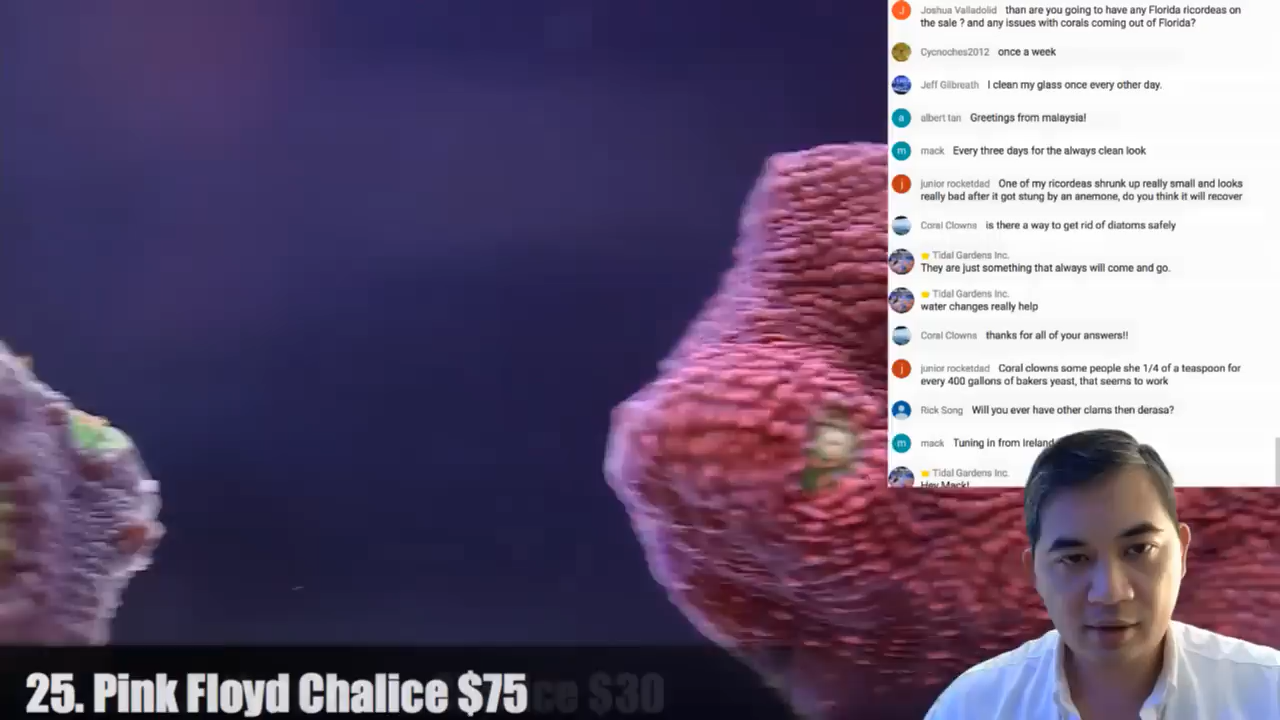 Joshua Valladolid than are you going to have any Florida ricordeas on
the sale ? and any issues with corals coming out of Florida?
Cycnoches2012 once a week
Jeff Gilbreath I clean my glass once every other day.
a albert tan Greetings from malaysia!
m mack Every three days for the always clean look
j junior rocketdad One of my ricordeas shrunk up really small and looks
really bad after it got stung by an anemone, do you think it will recover
Coral Clowns is there a way to get rid of diatoms safely
Tidal Gardens Inc.
They are just something that always will come and go.
Tidal Gardens Inc.
water changes really help
Coral Clowns thanks for all of your answers!!
j junior rocketdad Coral clowns some people she 1/4 of a teaspoon for
every 400 gallons of bakers yeast, that seems to work
Rick Song Will you ever have other clams then derasa?
m mack Tuning in from Ireland
Tidal Gardens Inc.
Hey Mack!
25. Pink Floyd Chalice $75ce $30